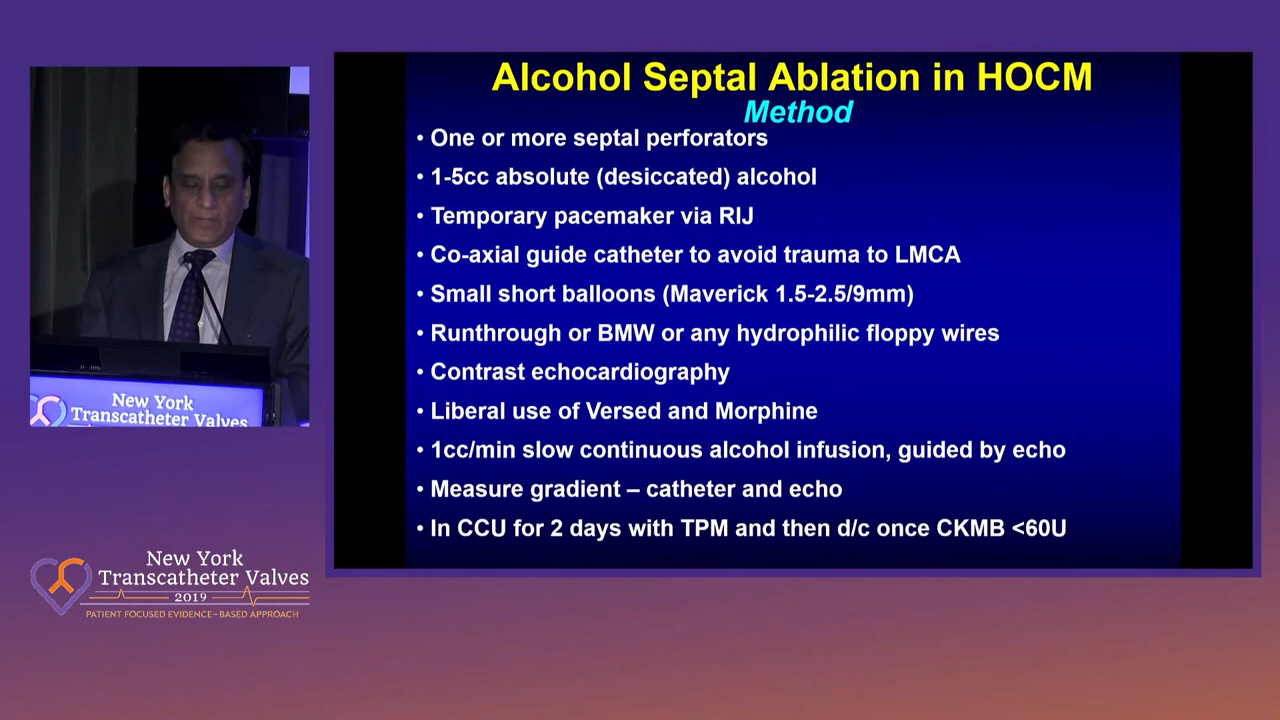 Alcohol Septal Ablation in HOCM
Method
• One or more septal perforators
• 1-5cc absolute (desiccated) alcohol
• Temporary pacemaker via RIJ
• Co-axial guide catheter to avoid trauma to LMCA
• Small short balloons (Maverick 1.5-2.5/9mm)
• Runthrough or BMW or any hydrophilic floppy wires
• Contrast echocardiography
• Liberal use of Versed and Morphine
• 1cc/min slow continuous alcohol infusion, guided by echo
• Measure gradient – catheter and echo
• In CCU for 2 days with TPM and then d/c once CKMB <60U
New York
Transcatheter Valves
New York
Transcatheter Valves
2019
PATIENT FOCUSED EVIDENCE-BASED APPROACH